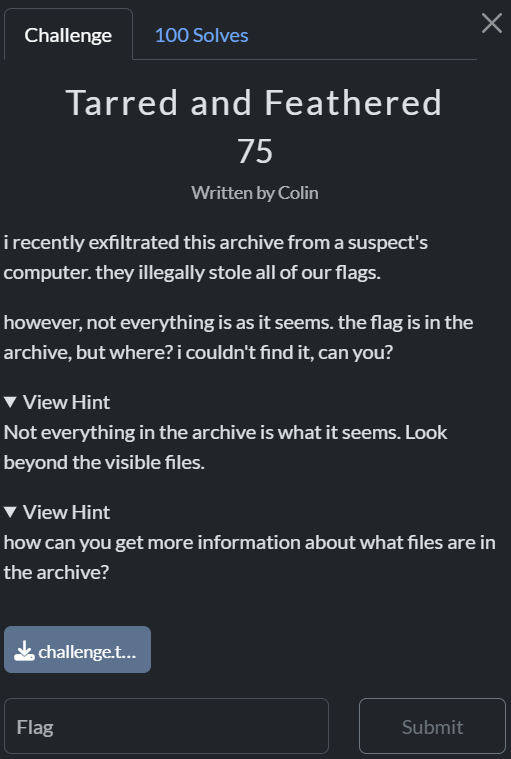 Challenge
100 Solves
Tarred and Feathered
75
Written by Colin
i recently exfiltrated this archive from a suspect's
computer. they illegally stole all of our flags.
however, not everything is as it seems. the flag is in the
archive, but where? i couldn't find it, can you?
▼ View Hint
Not everything in the archive is what it seems. Look
beyond the visible files.
▼ View Hint
how can you get more information about what files are in
the archive?
challenge.t...
Flag
Submit